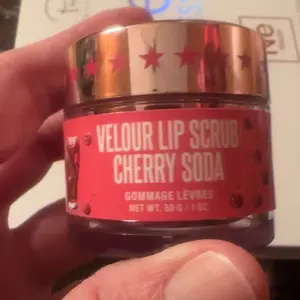 VELOUR LIP SCRUB
CHERRY SODA
GOMMAGE LÈVRES
NET WT. 30 G / 1 OZ.